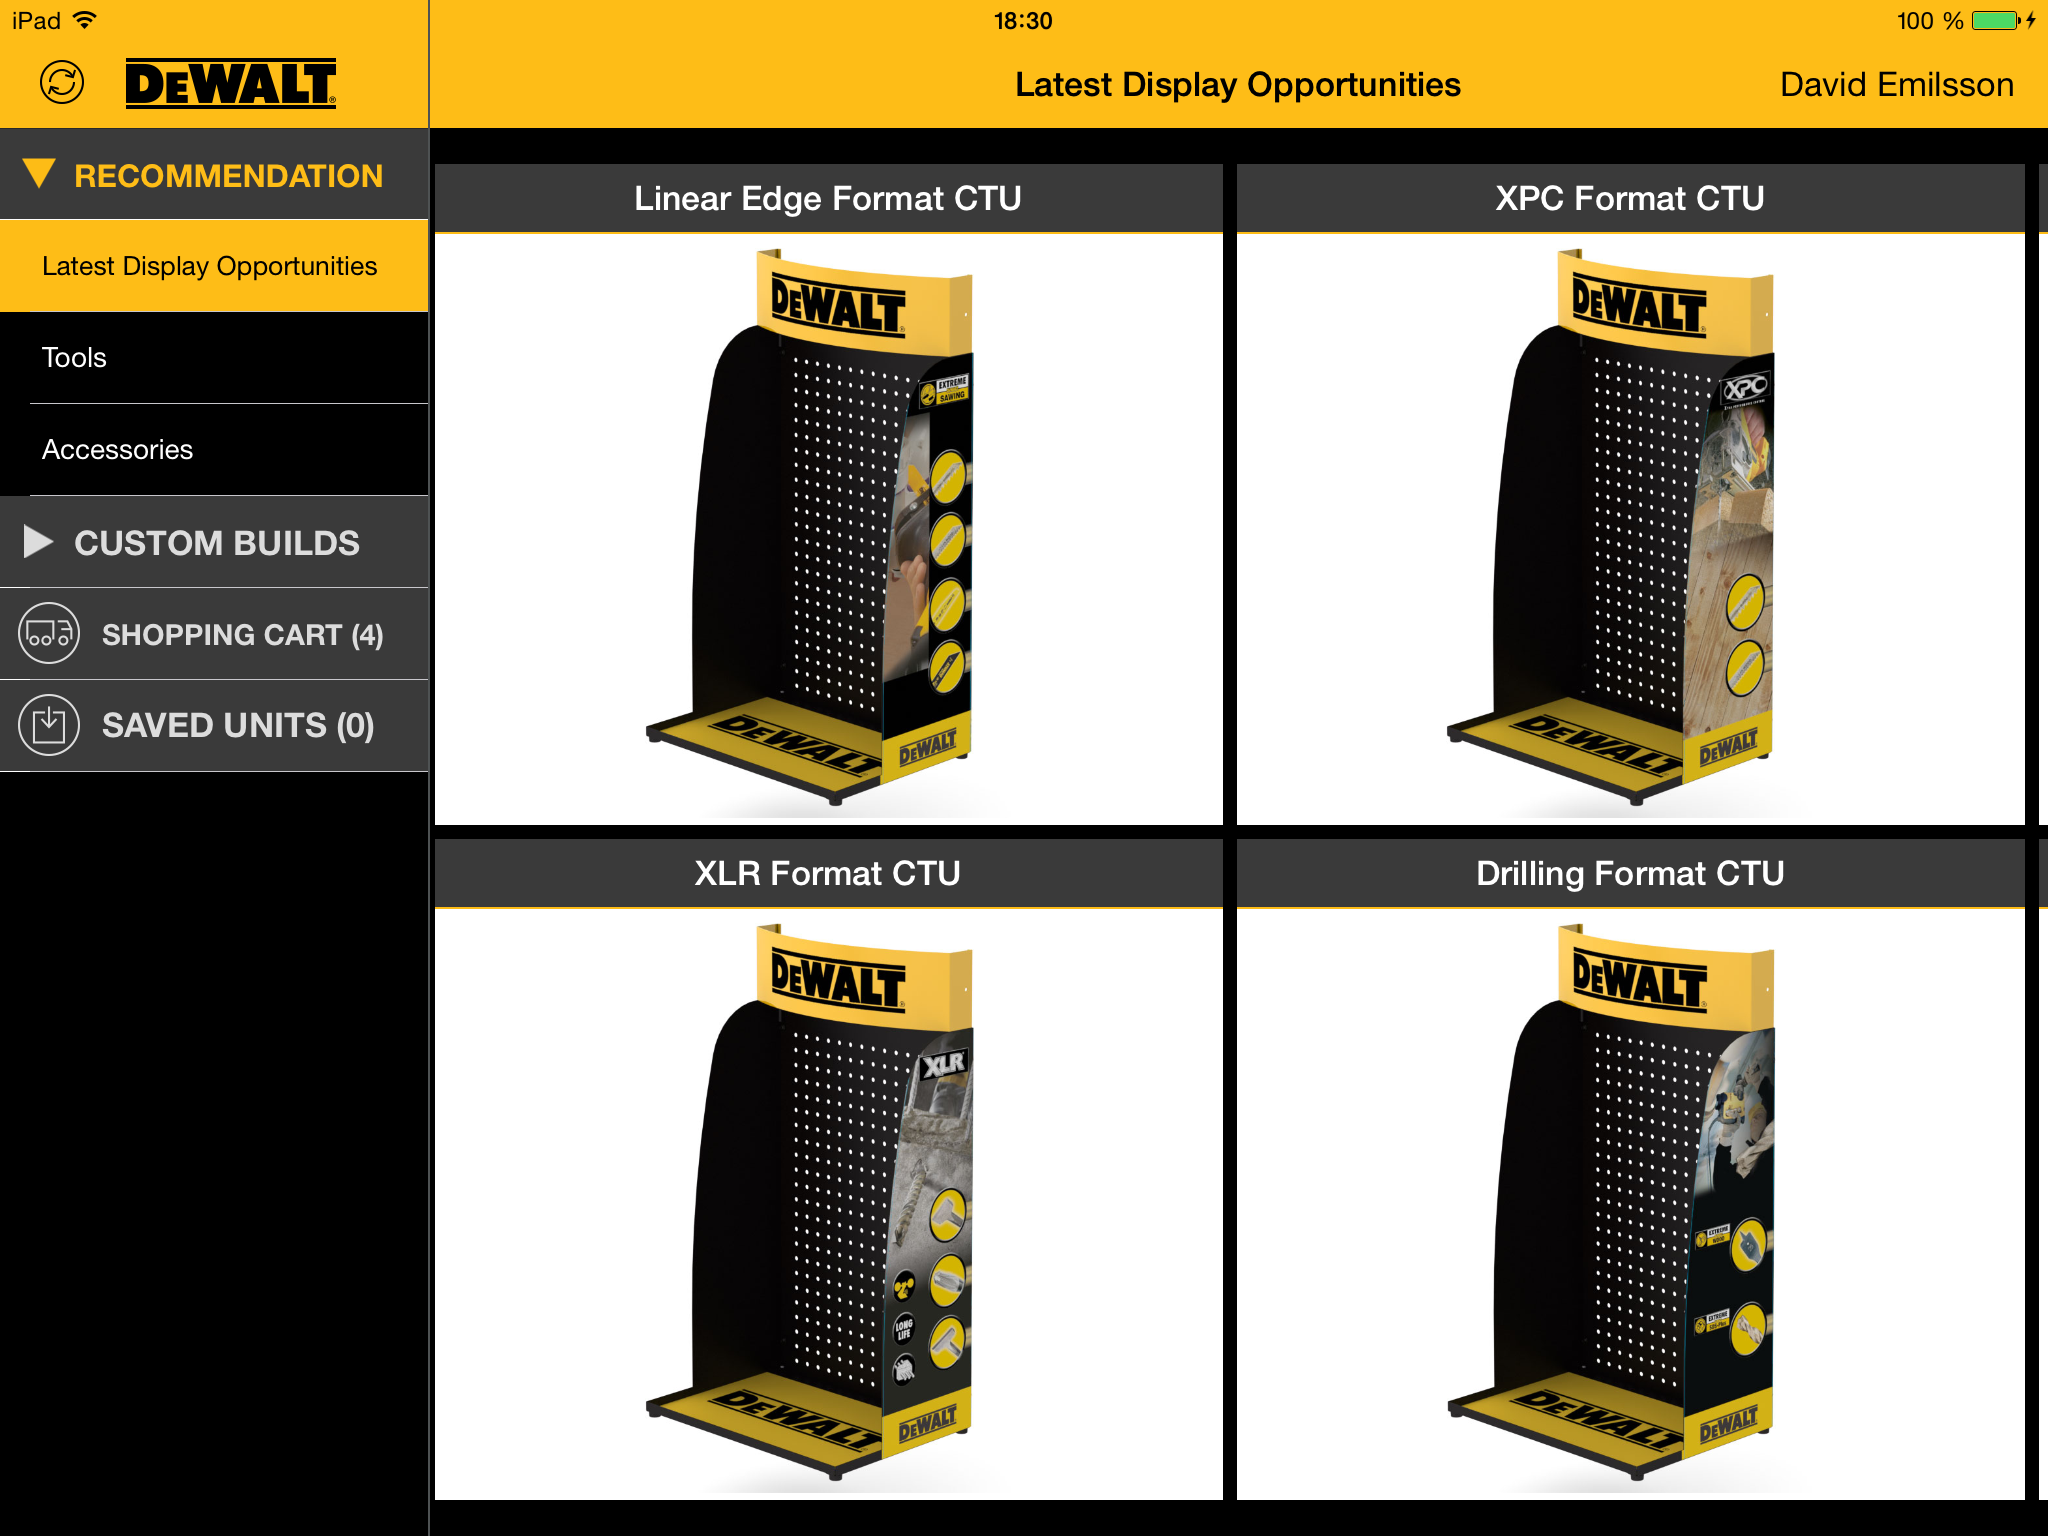 iPad
18:30
100 %
DEWALT
Latest Display Opportunities
David Emilsson
RECOMMENDATION
Latest Display Opportunities
Tools
Accessories
CUSTOM BUILDS
SHOPPING CART (4)
SAVED UNITS (0)
Linear Edge Format CTU
DEWALT
EXTREME
SAWING
DEWALT
DEWALT
XPC Format CTU
DEWALT
XPC
DEWALT
DEWALT
XLR Format CTU
DEWALT
XLR
LONG
LIFE
DEWALT
DEWALT
Drilling Format CTU
DEWALT
EXTREME
EXTREME
DEWALT
DEWALT